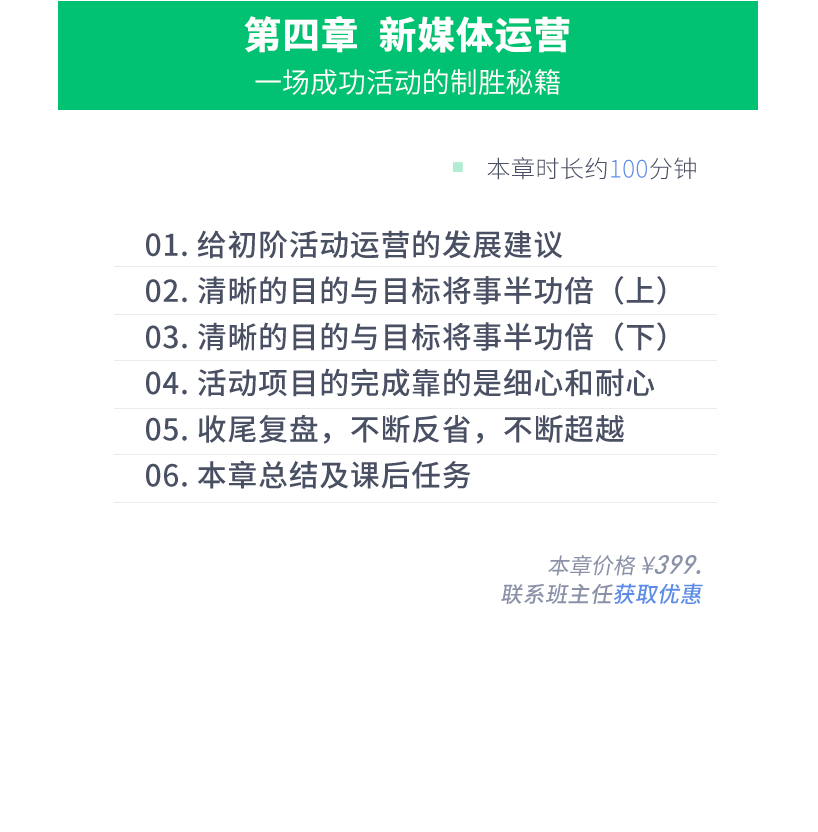 第四章 新媒体运营
一场成功活动的制胜秘籍
本章时长约100分钟
01. 给初阶活动运营的发展建议
02. 清晰的目的与目标将事半功倍（上）
03. 清晰的目的与目标将事半功倍（下）
04. 活动项目的完成靠的是细心和耐心
05. 收尾复盘，不断反省，不断超越
06. 本章总结及课后任务
本章价格 ¥399.
联系班主任获取优惠